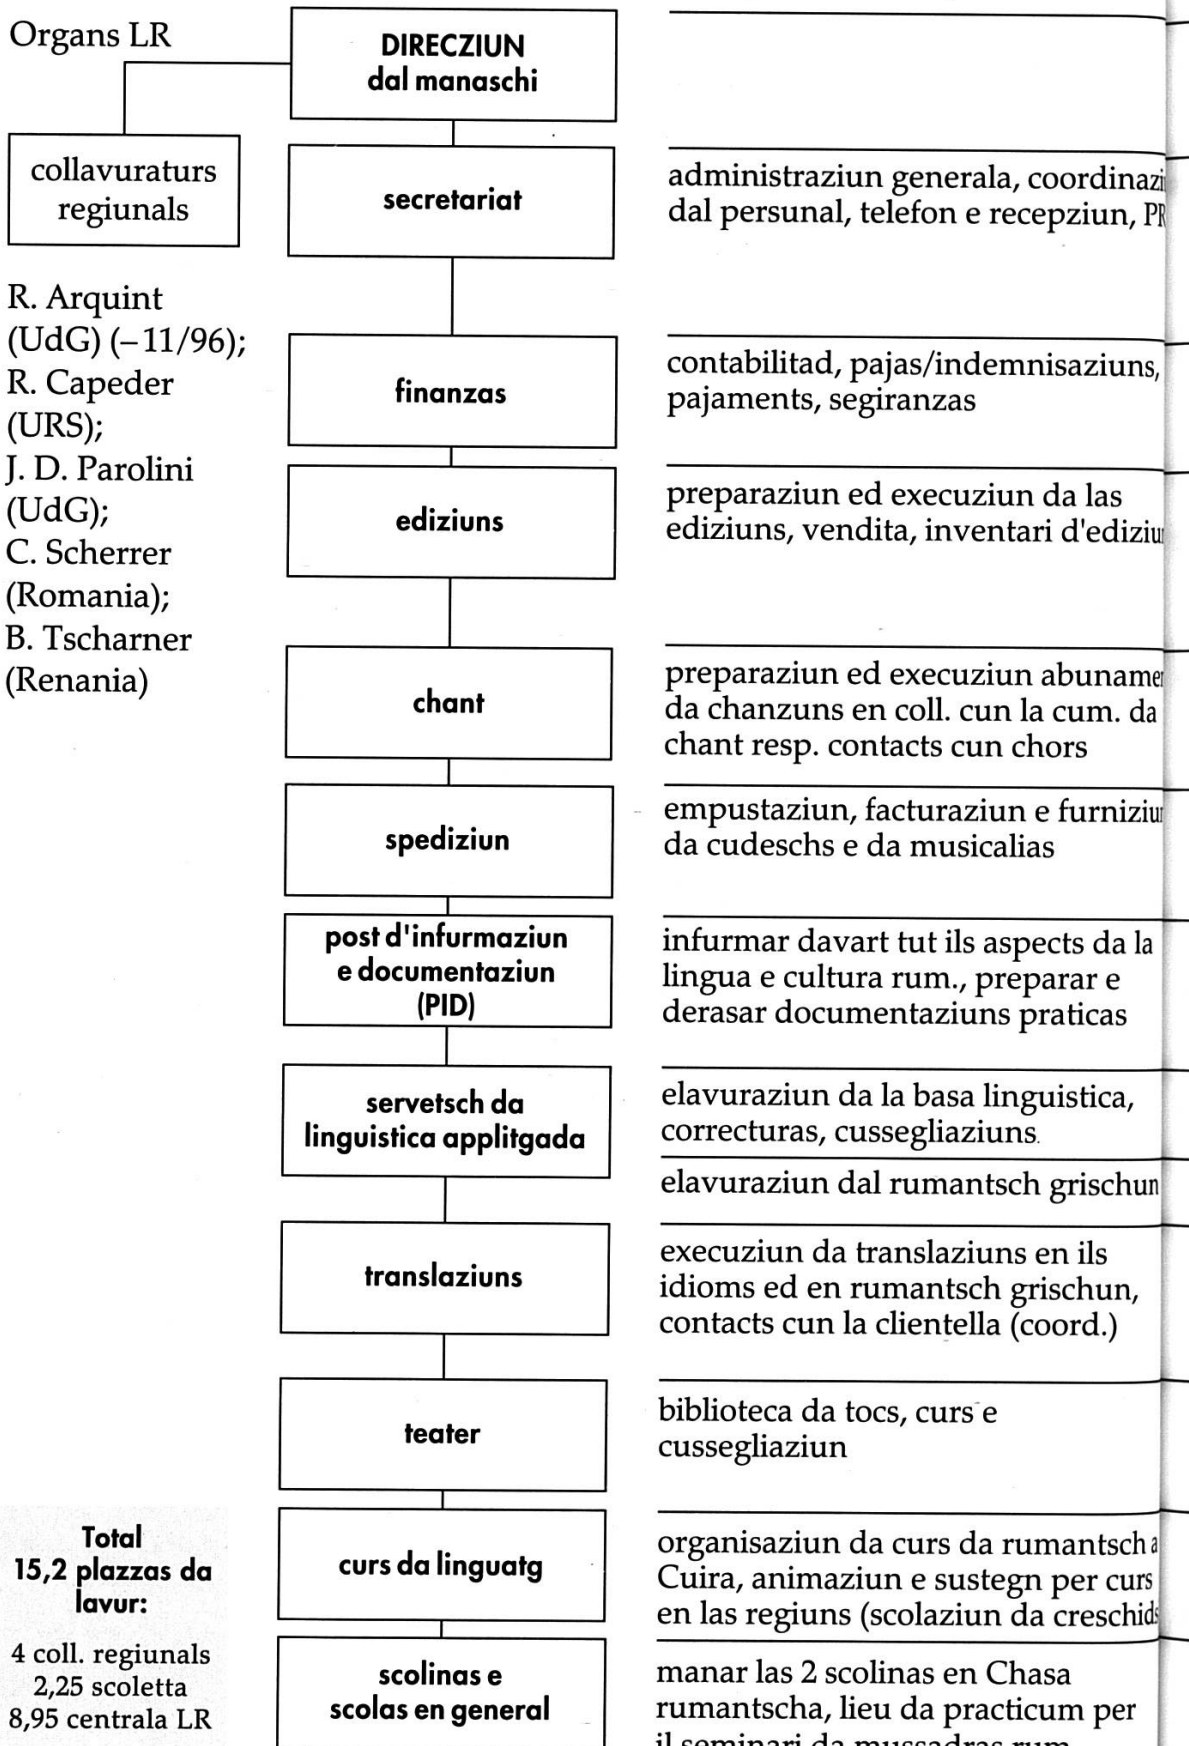 Organs LR
DIRECZIUN
dal manaschi
collavuraturs
regiunals
R. Arquint
(UdG) (–11/96);
R. Capeder
(URS);
J. D. Parolini
(UdG);
C. Scherrer
(Romania);
B. Tscharner
(Renania)
secretariat
administraziun generala,
dal persunal, telefon e recepziun, PR
finanzas
contabilitad, pajas/indemnisaziuns,
pajaments, segiranzas
ediziuns
preparaziun ed execuziun da las
ediziuns, vendita, inventari
chant
preparaziun ed execuziun
da chanzuns en coll. cun la cum. da
chant resp. contacts cun chors
spediziun
empustaziun, facturaziun e
da cudeschs e da musicalias
post d'infurmaziun
e documentaziun
(PID)
infurmar davart tut ils aspects da la
lingua e cultura rum., preparar e
derasar documentaziuns praticas
servetsch da
linguistica applitgada
elavuraziun da la basa linguistica,
correcturas, cussegliaziuns.
elavuraziun dal rumantsch grischun
translaziuns
execuziun da translaziuns en ils
idioms ed en rumantsch grischun,
contacts cun la clientella (coord.)
teater
biblioteca da tocs, curs e
cussegliaziun
curs da linguatg
organisaziun da curs da rumantsch a
Cuira, animaziun e sustegn per curs
en las regiuns (scolaziun da
scolinas e
scolas en general
manar las 2 scolinas en Chasa
rumantscha, lieu da practicum per
il seminari da mussadras rum.
Total
15,2 plazzas da
lavur:
4 coll. regiunals
2,25 scoletta
8,95 centrala LR